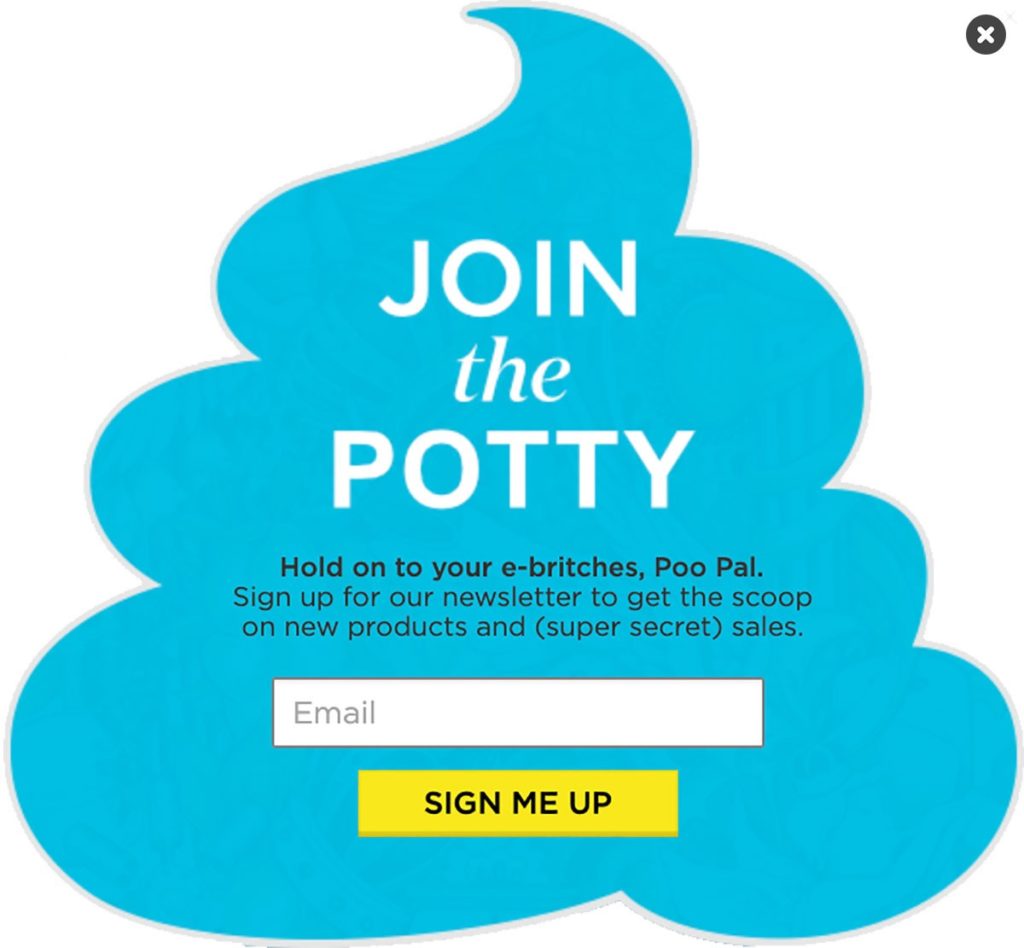 JOIN
the
POTTY
Hold on to your e-britches, Poo Pal.
Sign up for our newsletter to get the scoop
on new products and (super secret) sales.
Email
SIGN ME UP